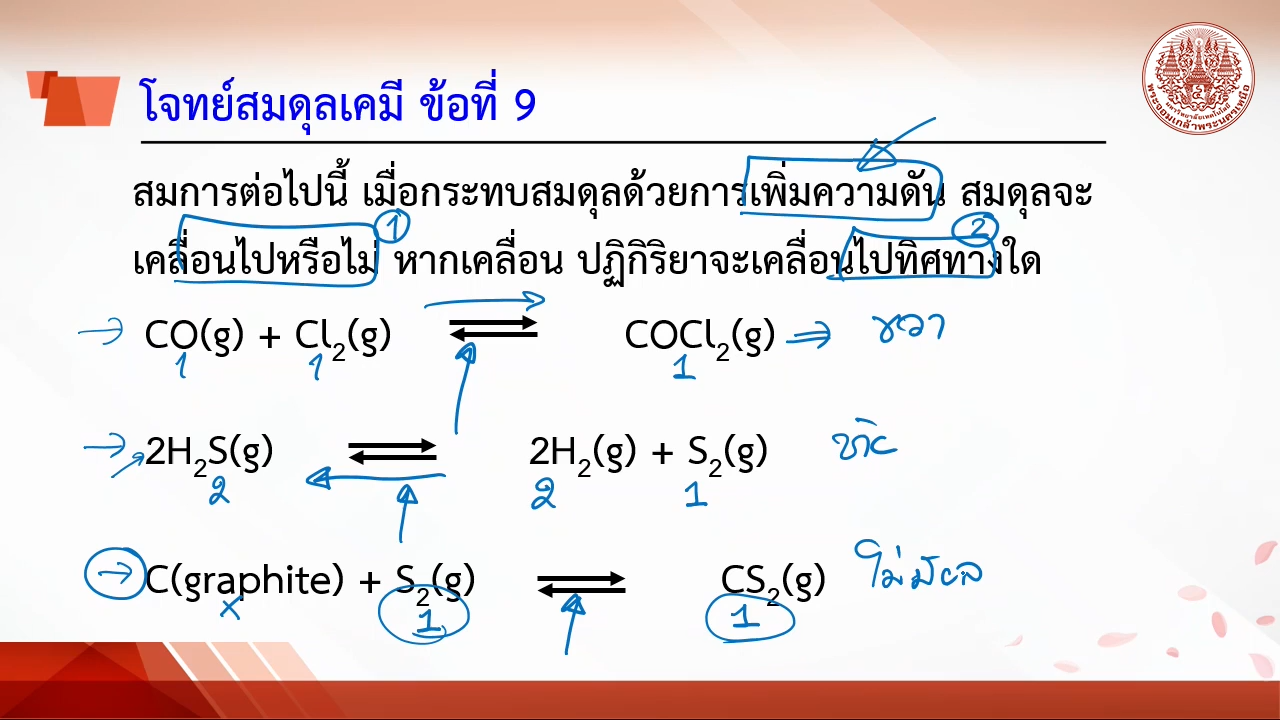 โจทย์สมดุลเคมี ข้อที่ 9
สมการต่อไปนี้ เมื่อกระทบสมดุลด้วยการเพิ่มความดัน สมดุลจะ
เคลื่อนไปหรือไม่ หากเคลื่อน ปฏิกิริยาจะเคลื่อนไปทิศทางใด
1 2
CO(g) + Cl₂(g) ⇌ COCl₂(g) ⇒ ขวา
1 1 1
2H₂S(g) ⇌ 2H₂(g) + S₂(g) ซ้าย
2 2 1
C(graphite) + S₂(g) ⇌ CS₂(g) ไม่มีผล
x 1 1